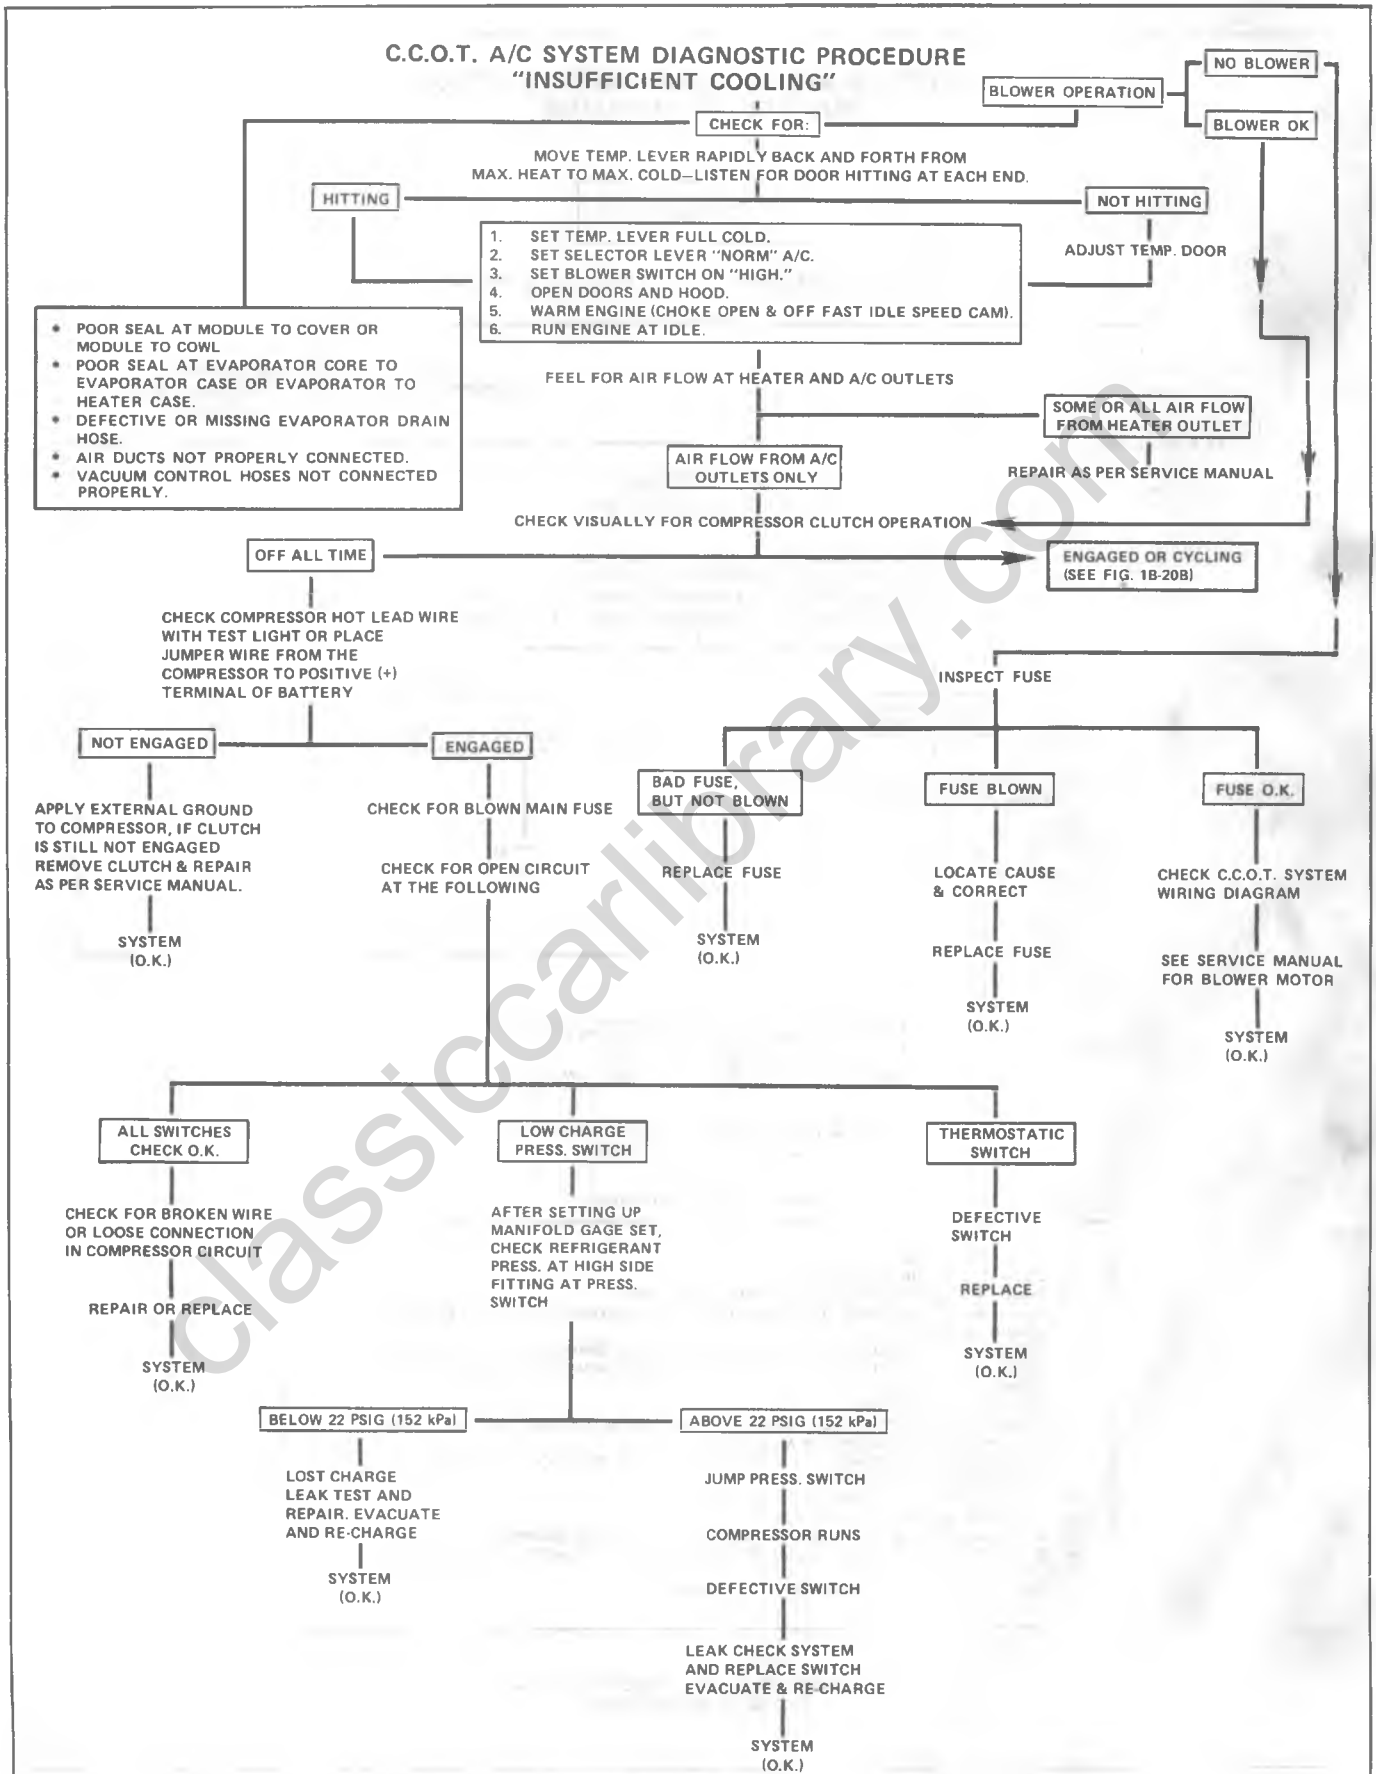 C.C.O.T. A/C SYSTEM DIAGNOSTIC PROCEDURE
"INSUFFICIENT COOLING"
BLOWER OPERATION
NO BLOWER
BLOWER OK
CHECK FOR:
MOVE TEMP. LEVER RAPIDLY BACK AND FORTH FROM
MAX. HEAT TO MAX. COLD—LISTEN FOR DOOR HITTING AT EACH END.
HITTING
NOT HITTING
ADJUST TEMP. DOOR
1. SET TEMP. LEVER FULL COLD.
2. SET SELECTOR LEVER "NORM" A/C.
3. SET BLOWER SWITCH ON "HIGH."
4. OPEN DOORS AND HOOD.
5. WARM ENGINE (CHOKE OPEN & OFF FAST IDLE SPEED CAM).
6. RUN ENGINE AT IDLE.
• POOR SEAL AT MODULE TO COVER OR
MODULE TO COWL
• POOR SEAL AT EVAPORATOR CORE TO
EVAPORATOR CASE OR EVAPORATOR TO
HEATER CASE.
• DEFECTIVE OR MISSING EVAPORATOR DRAIN
HOSE.
• AIR DUCTS NOT PROPERLY CONNECTED.
• VACUUM CONTROL HOSES NOT CONNECTED
PROPERLY.
FEEL FOR AIR FLOW AT HEATER AND A/C OUTLETS
SOME OR ALL AIR FLOW
FROM HEATER OUTLET
REPAIR AS PER SERVICE MANUAL
AIR FLOW FROM A/C
OUTLETS ONLY
CHECK VISUALLY FOR COMPRESSOR CLUTCH OPERATION
OFF ALL TIME
ENGAGED OR CYCLING
(SEE FIG. 1B-20B)
CHECK COMPRESSOR HOT LEAD WIRE
WITH TEST LIGHT OR PLACE
JUMPER WIRE FROM THE
COMPRESSOR TO POSITIVE (+)
TERMINAL OF BATTERY
INSPECT FUSE
NOT ENGAGED
ENGAGED
BAD FUSE,
BUT NOT BLOWN
FUSE BLOWN
FUSE O.K.
APPLY EXTERNAL GROUND
TO COMPRESSOR, IF CLUTCH
IS STILL NOT ENGAGED
REMOVE CLUTCH & REPAIR
AS PER SERVICE MANUAL.
SYSTEM
(O.K.)
CHECK FOR BLOWN MAIN FUSE
CHECK FOR OPEN CIRCUIT
AT THE FOLLOWING
REPLACE FUSE
SYSTEM
(O.K.)
LOCATE CAUSE
& CORRECT
REPLACE FUSE
SYSTEM
(O.K.)
CHECK C.C.O.T. SYSTEM
WIRING DIAGRAM
SEE SERVICE MANUAL
FOR BLOWER MOTOR
SYSTEM
(O.K.)
ALL SWITCHES
CHECK O.K.
LOW CHARGE
PRESS. SWITCH
THERMOSTATIC
SWITCH
CHECK FOR BROKEN WIRE
OR LOOSE CONNECTION
IN COMPRESSOR CIRCUIT
REPAIR OR REPLACE
SYSTEM
(O.K.)
AFTER SETTING UP
MANIFOLD GAGE SET,
CHECK REFRIGERANT
PRESS. AT HIGH SIDE
FITTING AT PRESS.
SWITCH
DEFECTIVE
SWITCH
REPLACE
SYSTEM
(O.K.)
BELOW 22 PSIG (152 kPa)
ABOVE 22 PSIG (152 kPa)
LOST CHARGE
LEAK TEST AND
REPAIR. EVACUATE
AND RE-CHARGE
SYSTEM
(O.K.)
JUMP PRESS. SWITCH
COMPRESSOR RUNS
DEFECTIVE SWITCH
LEAK CHECK SYSTEM
AND REPLACE SWITCH
EVACUATE & RE-CHARGE
SYSTEM
(O.K.)
classiccarlibrary.com